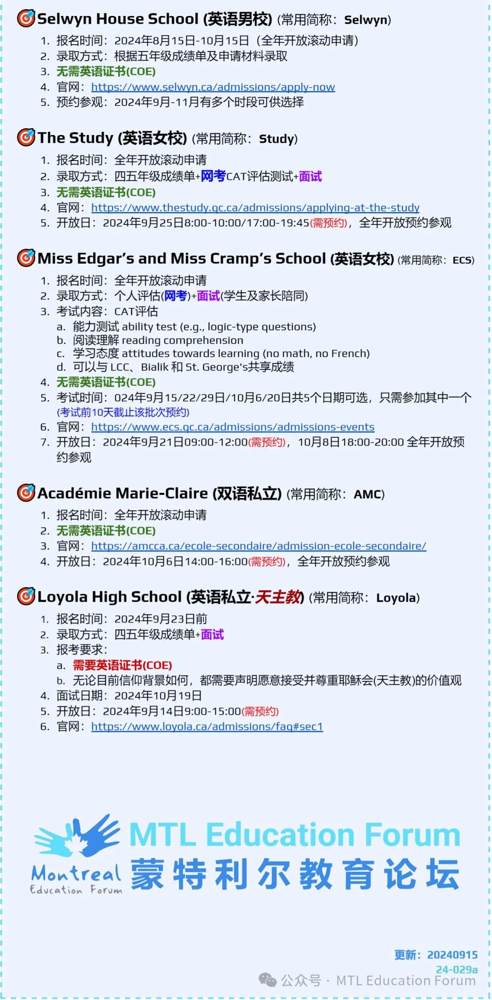 Selwyn House School (英语男校) (常用简称：Selwyn)
1. 报名时间：2024年8月15日-10月15日（全年开放滚动申请）
2. 录取方式：根据五年级成绩单及申请材料录取
3. 无需英语证书(COE)
4. 官网：https://www.selwyn.ca/admissions/apply-now
5. 预约参观：2024年9月-11月有多个时段可供选择
The Study (英语女校) (常用简称：Study)
1. 报名时间：全年开放滚动申请
2. 录取方式：四五年级成绩单+网考CAT评估测试+面试
3. 无需英语证书(COE)
4. 官网：https://www.thestudy.qc.ca/admissions/applying-at-the-study
5. 开放日：2024年9月25日8:00-10:00/17:00-19:45(需预约)，全年开放预约参观
Miss Edgar’s and Miss Cramp’s School (英语女校) (常用简称：ECS)
1. 报名时间：全年开放滚动申请
2. 录取方式：个人评估(网考)+面试(学生及家长陪同)
3. 考试内容：CAT评估
a. 能力测试 ability test (e.g., logic-type questions)
b. 阅读理解 reading comprehension
c. 学习态度 attitudes towards learning (no math, no French)
d. 可以与 LCC、Bialik 和 St. George's共享成绩
4. 无需英语证书(COE)
5. 考试时间：024年9月15/22/29日/10月6/20日共5个日期可选，只需参加其中一个
(考试前10天截止该批次预约)
6. 官网：https://www.ecs.qc.ca/admissions/admissions-events
7. 开放日：2024年9月21日09:00-12:00(需预约)，10月8日18:00-20:00 全年开放预
约参观
Académie Marie-Claire (双语私立) (常用简称：AMC)
1. 报名时间：全年开放滚动申请
2. 无需英语证书(COE)
3. 官网：https://amcca.ca/ecole-secondaire/admission-ecole-secondaire/
4. 开放日：2024年10月6日14:00-16:00(需预约)，全年开放预约参观
Loyola High School (英语私立·天主教) (常用简称：Loyola)
1. 报名时间：2024年9月23日前
2. 录取方式：四五年级成绩单+面试
3. 报考要求：
a. 需要英语证书(COE)
b. 无论目前信仰背景如何，都需要声明愿意接受并尊重耶稣会(天主教)的价值观
4. 面试日期：2024年10月19日
5. 开放日：2024年9月14日9:00-15:00(需预约)
6. 官网：https://www.loyola.ca/admissions/faq#sec1
MTL Education Forum
蒙特利尔教育论坛
Montreal
Education Forum
更新：20240915
24-029a
公众号 · MTL Education Forum